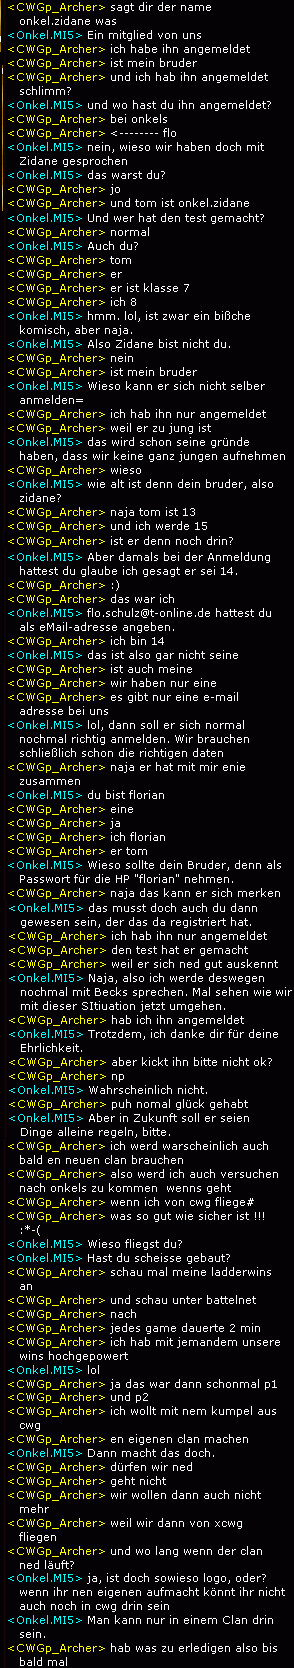 <CWGp_Archer> sagt dir der name
onkel.zidane was
<Onkel.MI5> Ein mitglied von uns
<CWGp_Archer> ich habe ihn angemeldet
<CWGp_Archer> ist mein bruder
<CWGp_Archer> und ich hab ihn angemeldet
schlimm?
<Onkel.MI5> und wo hast du ihn angemeldet?
<CWGp_Archer> bei onkels
<CWGp_Archer> <-------- flo
<Onkel.MI5> nein, wieso wir haben doch mit
Zidane gesprochen
<Onkel.MI5> das warst du?
<CWGp_Archer> jo
<CWGp_Archer> und tom ist onkel.zidane
<Onkel.MI5> Und wer hat den test gemacht?
<CWGp_Archer> normal
<Onkel.MI5> Auch du?
<CWGp_Archer> tom
<CWGp_Archer> er
<CWGp_Archer> er ist klasse 7
<CWGp_Archer> ich 8
<Onkel.MI5> hmm. lol, ist zwar ein bißche
komisch, aber naja.
<Onkel.MI5> Also Zidane bist nicht du.
<CWGp_Archer> nein
<CWGp_Archer> ist mein bruder
<Onkel.MI5> Wieso kann er sich nicht selber
anmelden=
<CWGp_Archer> ich hab ihn nur angemeldet
<CWGp_Archer> weil er zu jung ist
<Onkel.MI5> das wird schon seine gründe
haben, dass wir keine ganz jungen aufnehmen
<CWGp_Archer> wieso
<Onkel.MI5> wie alt ist denn dein bruder, also
zidane?
<CWGp_Archer> naja tom ist 13
<CWGp_Archer> und ich werde 15
<CWGp_Archer> ist er denn noch drin?
<Onkel.MI5> Aber damals bei der Anmeldung
hattest du glaube ich gesagt er sei 14.
<CWGp_Archer> :)
<CWGp_Archer> das war ich
<Onkel.MI5> flo.schulz@t-online.de hattest du
als eMail-adresse angeben.
<CWGp_Archer> ich bin 14
<Onkel.MI5> das ist also gar nicht seine
<CWGp_Archer> ist auch meine
<CWGp_Archer> wir haben nur eine
<CWGp_Archer> es gibt nur eine e-mail
adresse bei uns
<Onkel.MI5> lol, dann soll er sich normal
nochmal richtig anmelden. Wir brauchen
schließlich schon die richtigen daten
<CWGp_Archer> naja er hat mit mir enie
zusammen
<Onkel.MI5> du bist florian
<CWGp_Archer> eine
<CWGp_Archer> ja
<CWGp_Archer> ich florian
<CWGp_Archer> er tom
<Onkel.MI5> Wieso sollte dein Bruder, denn als
Passwort für die HP "florian" nehmen.
<CWGp_Archer> naja das kann er sich merken
<Onkel.MI5> das musst doch auch du dann
gewesen sein, der das da registriert hat.
<CWGp_Archer> ich hab ihn nur angemeldet
<CWGp_Archer> den test hat er gemacht
<CWGp_Archer> weil er sich ned gut auskennt
<Onkel.MI5> Naja, also ich werde deswegen
nochmal mit Becks sprechen. Mal sehen wie wir
mit dieser SItiuation jetzt umgehen.
<CWGp_Archer> hab ich ihn angemeldet
<Onkel.MI5> Trotzdem, ich danke dir für deine
Ehrlichkeit.
<CWGp_Archer> aber kickt ihn bitte nicht ok?
<CWGp_Archer> np
<Onkel.MI5> Wahrscheinlich nicht.
<CWGp_Archer> puh nomal glück gehabt
<Onkel.MI5> Aber in Zukunft soll er seien
Dinge alleine regeln, bitte.
<CWGp_Archer> ich werd warscheinlich auch
bald en neuen clan brauchen
<CWGp_Archer> also werd ich auch versuchen
nach onkels zu kommen  wenns geht
<CWGp_Archer> wenn ich von cwg fliege#
<CWGp_Archer> was so gut wie sicher ist !!!
:*-(
<Onkel.MI5> Wieso fliegst du?
<Onkel.MI5> Hast du scheisse gebaut?
<CWGp_Archer> schau mal meine ladderwins
an
<CWGp_Archer> und schau unter battelnet
<CWGp_Archer> nach
<CWGp_Archer> jedes game dauerte 2 min
<CWGp_Archer> ich hab mit jemandem unsere
wins hochgepowert
<Onkel.MI5> lol
<CWGp_Archer> ja das war dann schonmal p1
<CWGp_Archer> und p2
<CWGp_Archer> ich wollt mit nem kumpel aus
cwg
<CWGp_Archer> en eigenen clan machen
<Onkel.MI5> Dann macht das doch.
<CWGp_Archer> dürfen wir ned
<CWGp_Archer> geht nicht
<CWGp_Archer> wir wollen dann auch nicht
mehr
<CWGp_Archer> weil wir dann von xcwg
fliegen
<CWGp_Archer> und wo lang wenn der clan
ned läuft?
<Onkel.MI5> ja, ist doch sowieso logo, oder?
wenn ihr nen eigenen aufmacht könnt ihr nicht
auch noch in cwg drin sein
<Onkel.MI5> Man kann nur in einem Clan drin
sein.
<CWGp_Archer> hab was zu erledigen also bis
bald mal